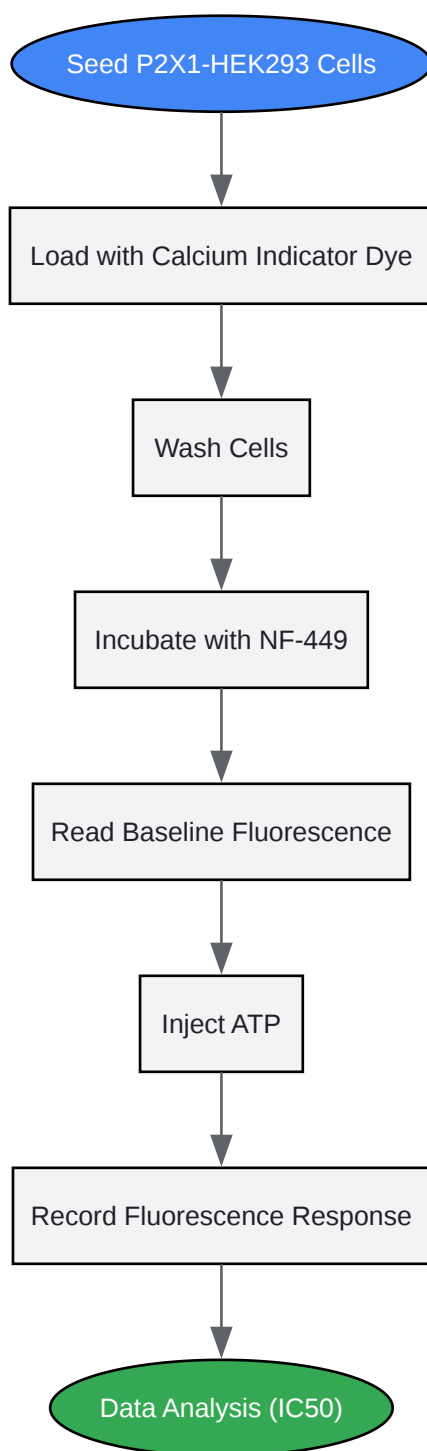 Seed P2X1-HEK293 Cells
Load with Calcium Indicator Dye
Wash Cells
Incubate with NF-449
Read Baseline Fluorescence
Inject ATP
Record Fluorescence Response
Data Analysis (IC50)